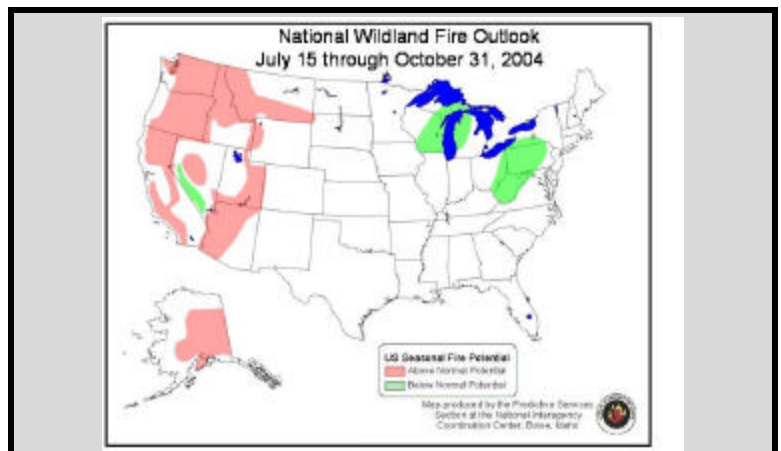 National Wildland Fire Outlook
July 15 through October 31, 2004
US Seasonal Fire Potential
Above Normal Potential
Below Normal Potential
Map produced by the Predictive Services
Section at the National Interagency
Coordination Center, Boise, Idaho